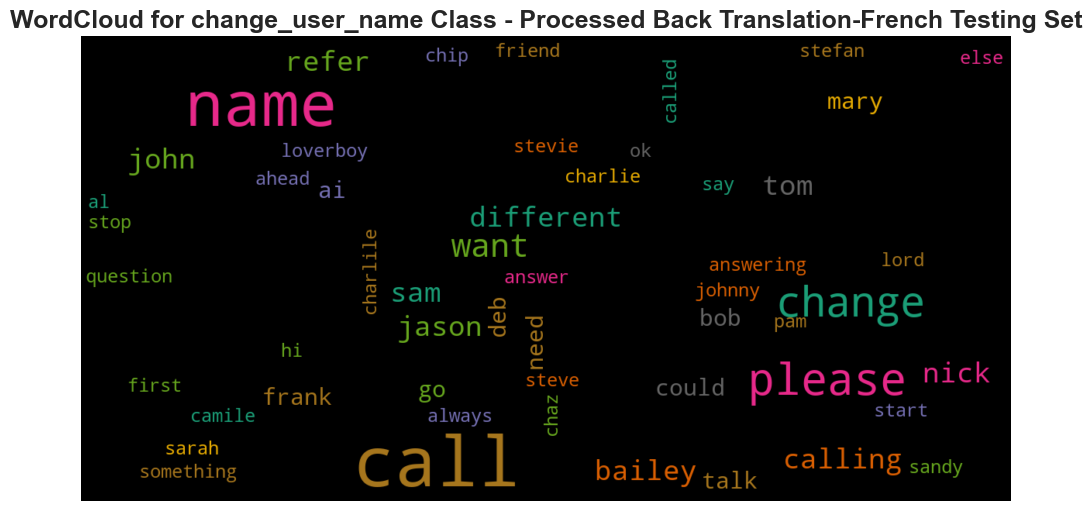 WordCloud for change_user_name Class - Processed Back Translation-French Testing Set
refer
chip
friend
stefan
else
name
called
mary
john
loverboy
stevie
ok
ahead
ai
charlie
say
tom
al
stop
different
want
question
charlile
answer
answering
lord
sam
johnny
change
jason
deb
need
bob
pam
hi
first
frank
go
steve
could
please
nick
camile
always
chaz
start
sarah
something
call
bailey
talk
calling
sandy